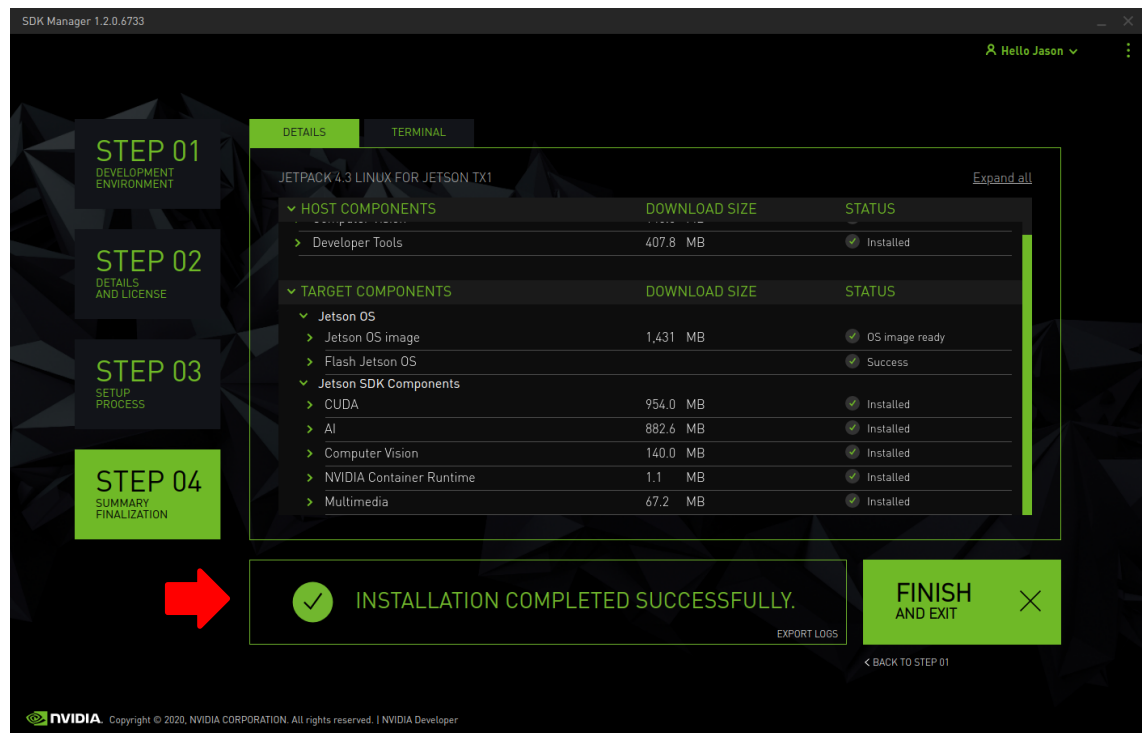 SDK Manager 1.2.0.6733
Hello Jason
STEP 01
DEVELOPMENT
ENVIRONMENT
STEP 02
DETAILS
AND LICENSE
STEP 03
SETUP
PROCESS
STEP 04
SUMMARY
FINALIZATION
DETAILS TERMINAL
JETPACK 4.3 LINUX FOR JETSON TX1 Expand all
HOST COMPONENTS DOWNLOAD SIZE STATUS
Developer Tools 407.8 MB Installed
TARGET COMPONENTS DOWNLOAD SIZE STATUS
Jetson OS
Jetson OS image 1,431 MB OS image ready
Flash Jetson OS Success
Jetson SDK Components
CUDA 954.0 MB Installed
AI 882.6 MB Installed
Computer Vision 140.0 MB Installed
NVIDIA Container Runtime 1.1 MB Installed
Multimedia 67.2 MB Installed
INSTALLATION COMPLETED SUCCESSFULLY.
EXPORT LOGS
FINISH
AND EXIT
< BACK TO STEP 01
NVIDIA. Copyright © 2020, NVIDIA CORPORATION. All rights reserved. | NVIDIA Developer